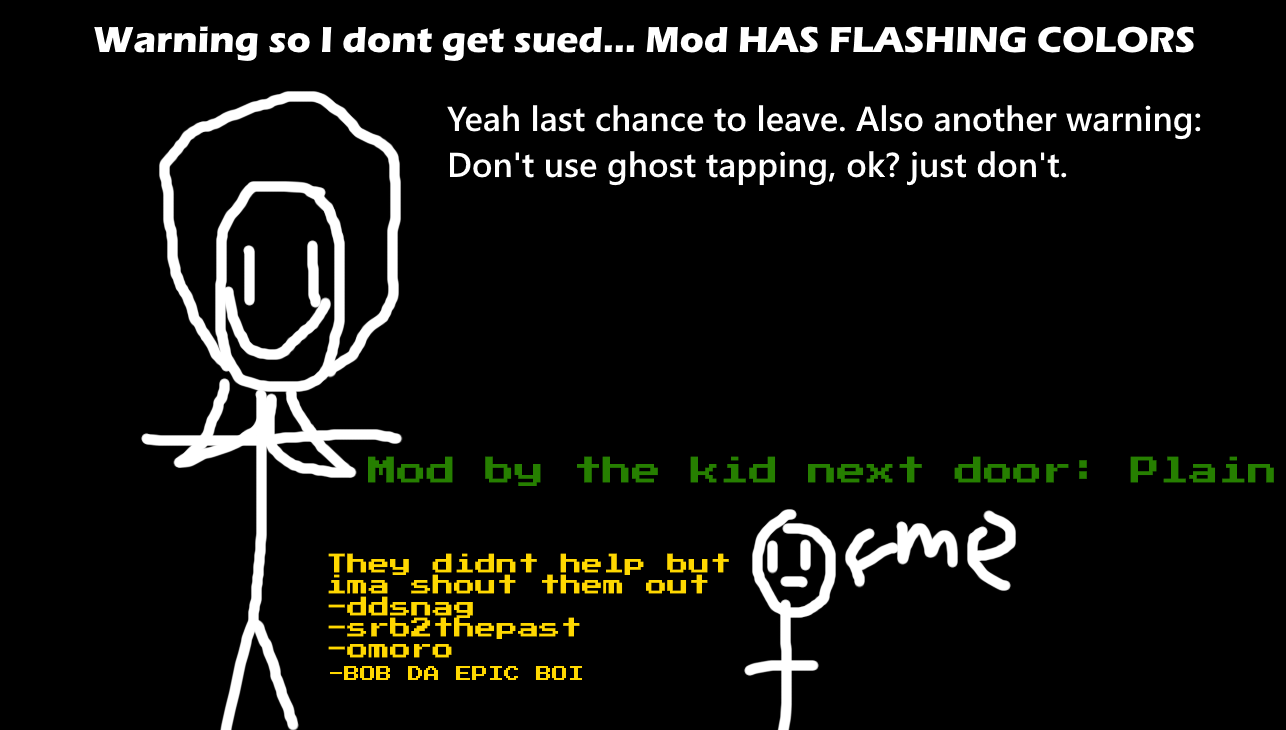 Warning so I dont get sued... Mod HAS FLASHING COLORS
Yeah last chance to leave. Also another warning:
Don't use ghost tapping, ok? just don't.
Mod by the kid next door: Plain
They didnt help but
ima shout them out
-ddsnag
-srb2thepast
-omoro
-BOB DA EPIC BOI
me